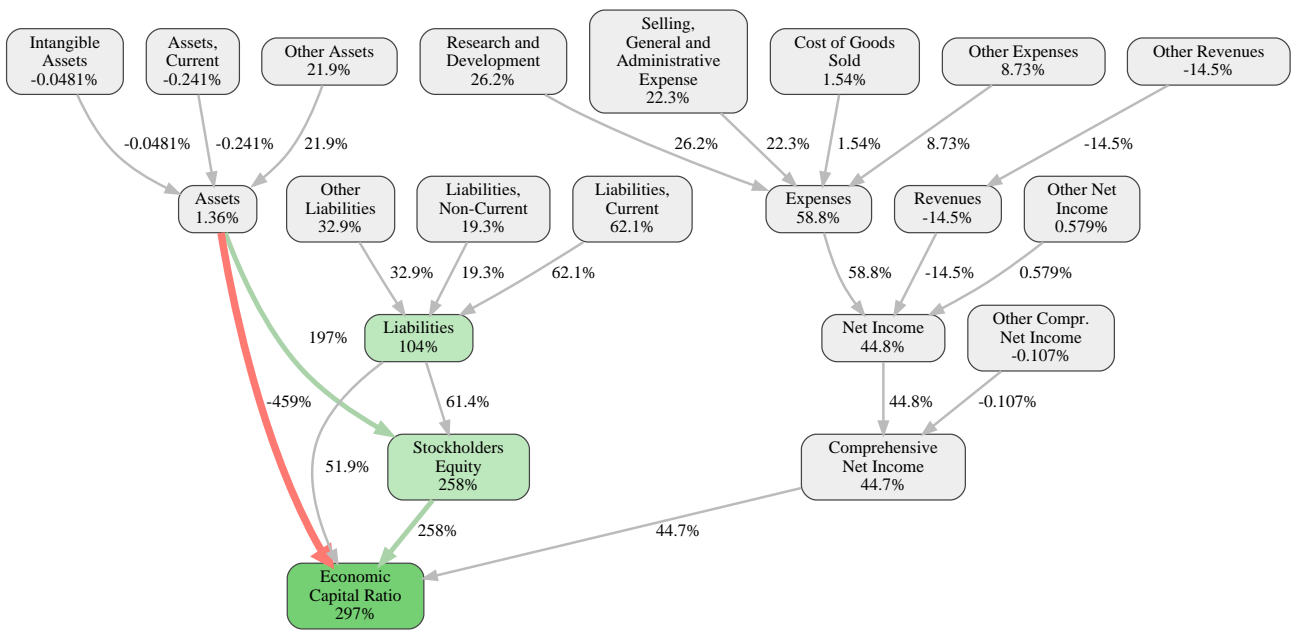 Intangible
Assets
-0.0481%
Assets,
Current
-0.241%
Other Assets
21.9%
Research and
Development
26.2%
Selling,
General and
Administrative
Expense
22.3%
Cost of Goods
Sold
1.54%
Other Expenses
8.73%
Other Revenues
-14.5%
-0.0481%
-0.241%
21.9%
26.2%
22.3%
1.54%
8.73%
-14.5%
Assets
1.36%
Other
Liabilities
32.9%
Liabilities,
Non-Current
19.3%
Liabilities,
Current
62.1%
Expenses
58.8%
Revenues
-14.5%
Other Net
Income
0.579%
32.9%
19.3%
62.1%
58.8%
-14.5%
0.579%
197%
Liabilities
104%
Net Income
44.8%
Other Compr.
Net Income
-0.107%
-459%
61.4%
44.8%
-0.107%
51.9%
Stockholders
Equity
258%
Comprehensive
Net Income
44.7%
258%
44.7%
Economic
Capital Ratio
297%